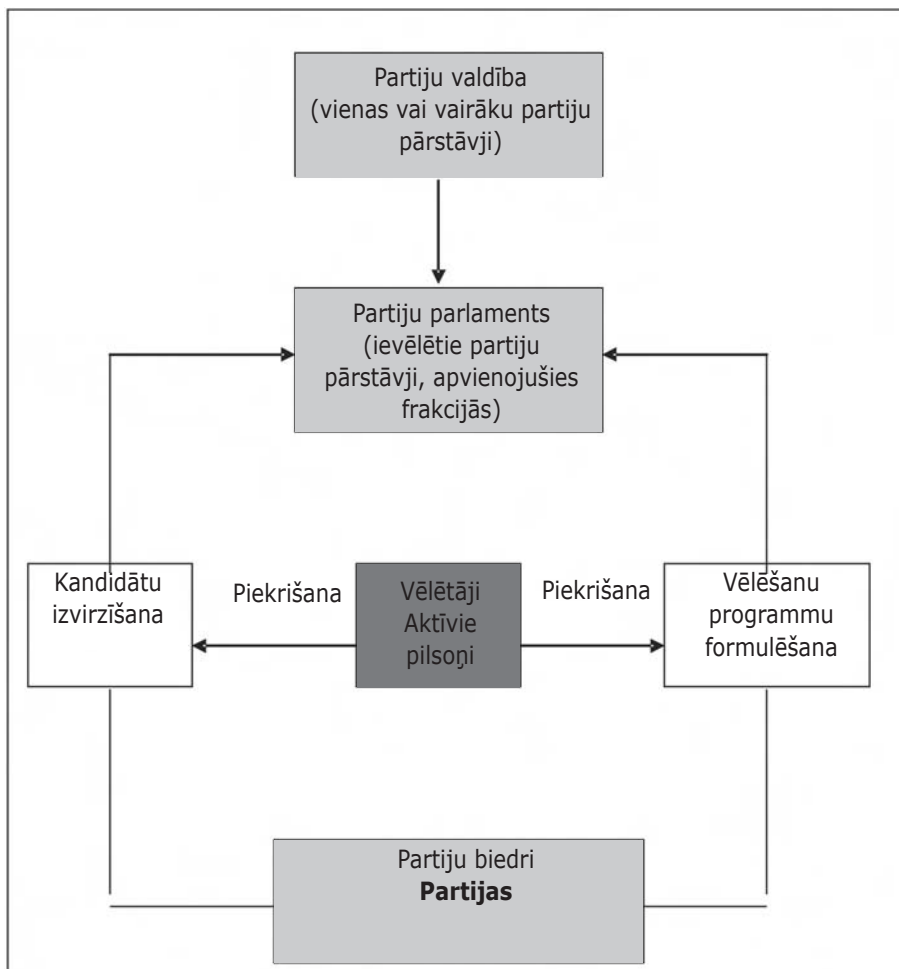 Partiju valdība
(vienas vai vairāku partiju
pārstāvji)
Partiju parlaments
(ievēlētie partiju
pārstāvji, apvienojušies
frakcijās)
Kandidātu
izvirzīšana
Piekrišana
Vēlētāji
Aktīvie
pilsoņi
Piekrišana
Vēlēšanu
programmu
formulēšana
Partiju biedri
Partijas